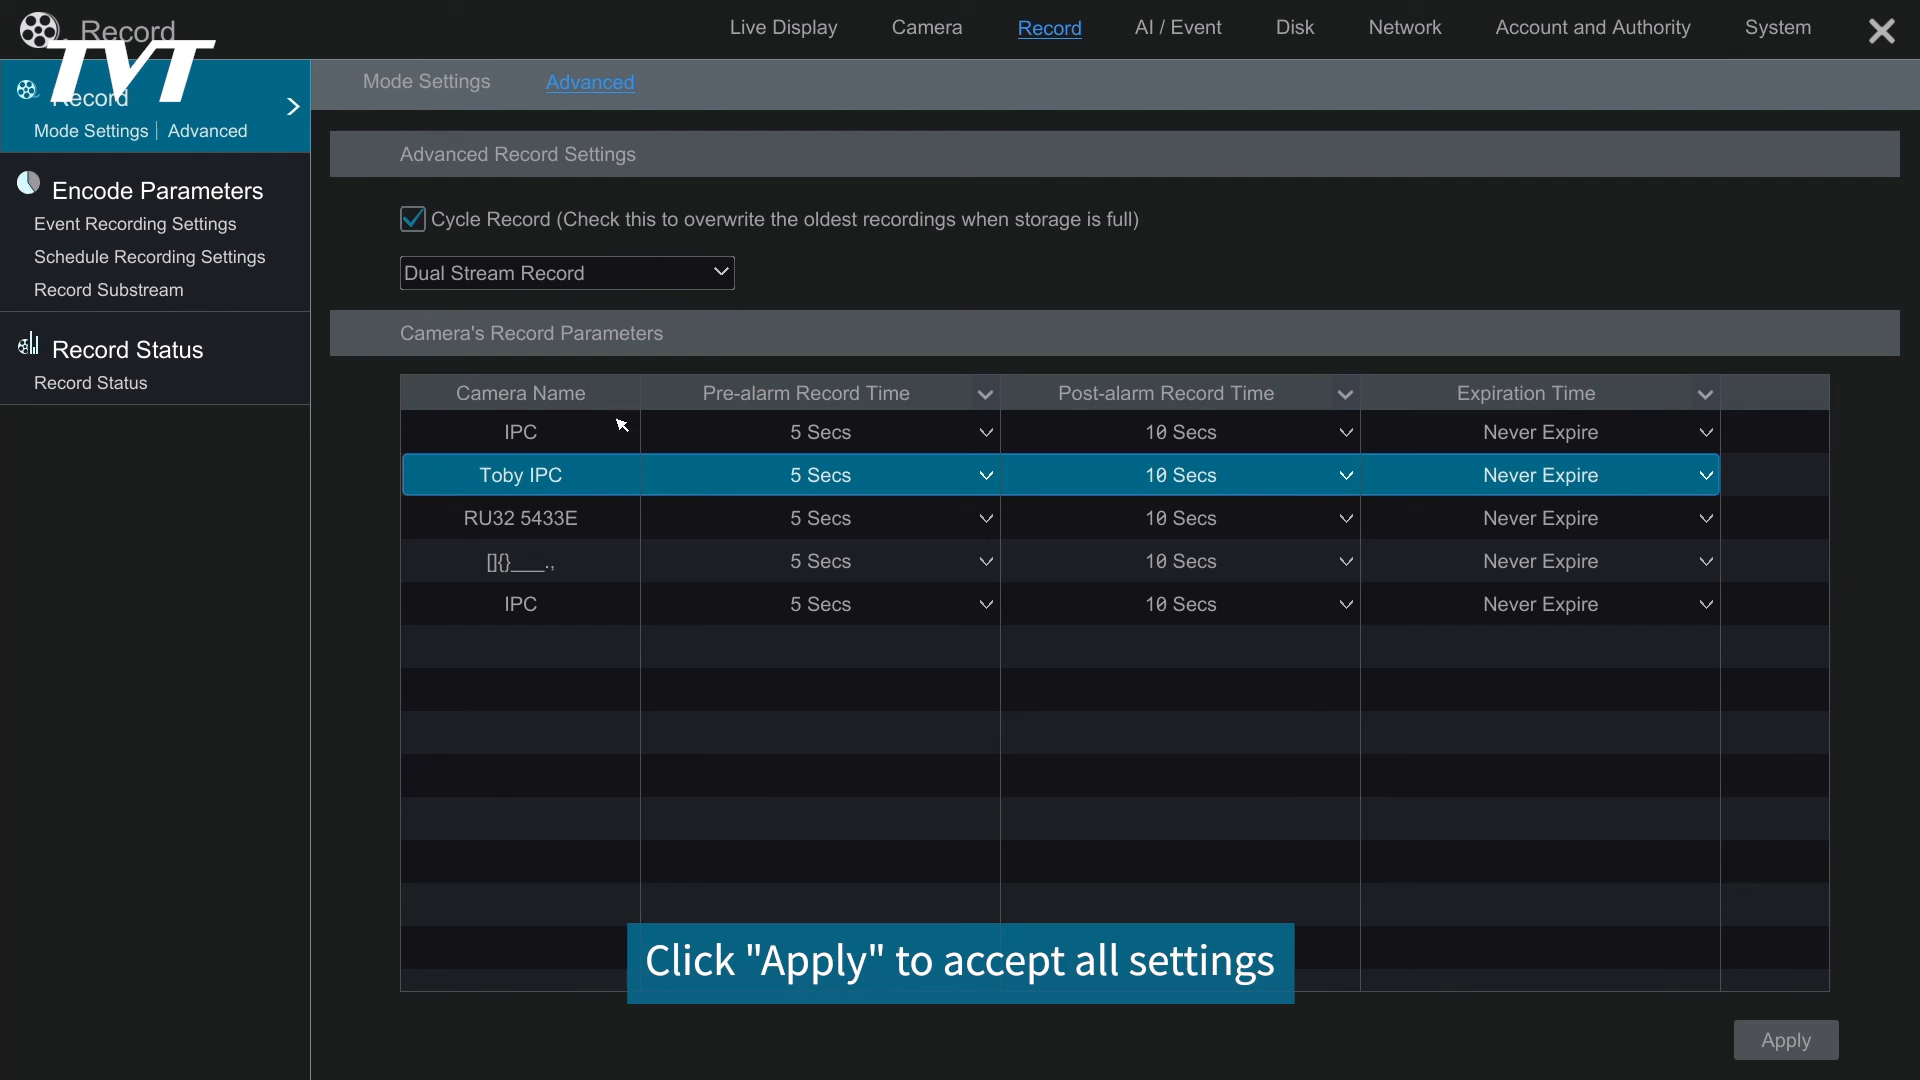 Record
TVT
Live Display Camera Record AI / Event Disk Network Account and Authority System
Record
Mode Settings | Advanced
Encode Parameters
Event Recording Settings
Schedule Recording Settings
Record Substream
Record Status
Record Status
Mode Settings Advanced
Advanced Record Settings
Cycle Record (Check this to overwrite the oldest recordings when storage is full)
Dual Stream Record
Camera's Record Parameters
Camera Name Pre-alarm Record Time Post-alarm Record Time Expiration Time
IPC 5 Secs 10 Secs Never Expire
Toby IPC 5 Secs 10 Secs Never Expire
RU32 5433E 5 Secs 10 Secs Never Expire
[]{}___., 5 Secs 10 Secs Never Expire
IPC 5 Secs 10 Secs Never Expire
Click "Apply" to accept all settings
Apply